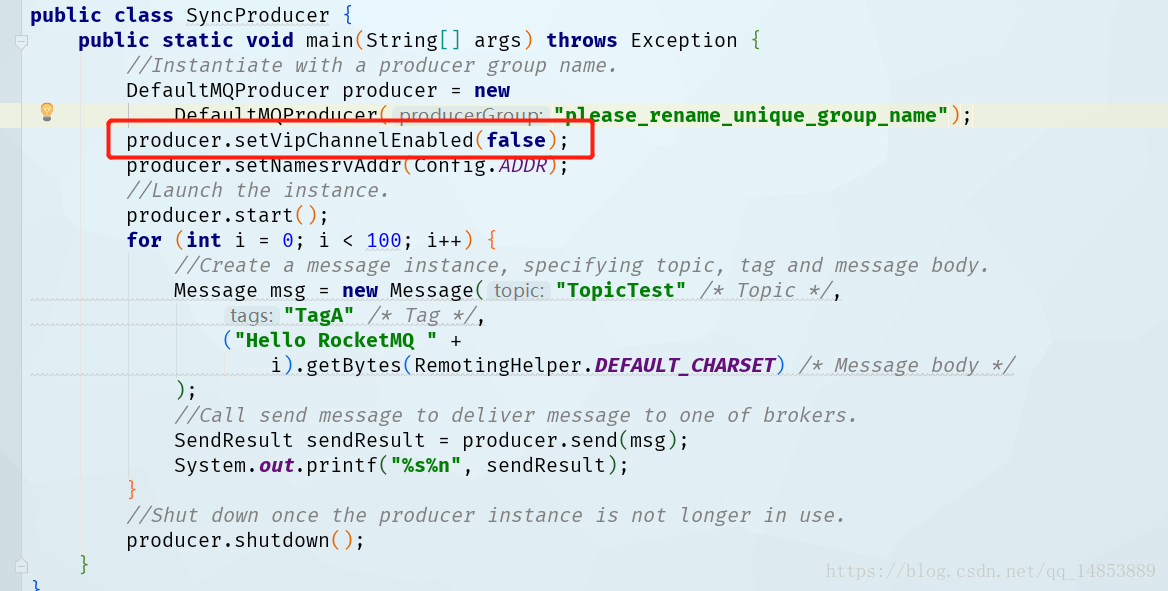 public class SyncProducer {
public static void main(String[] args) throws Exception {
//Instantiate with a producer group name.
DefaultMQProducer producer = new
DefaultMQProducer( producerGroup: "please_rename_unique_group_name");
producer.setVipChannelEnabled(false);
producer.setNamesrvAddr(Config.ADDR);
//Launch the instance.
producer.start();
for (int i = 0; i < 100; i++) {
//Create a message instance, specifying topic, tag and message body.
Message msg = new Message( topic: "TopicTest" /* Topic */,
tags: "TagA" /* Tag */,
("Hello RocketMQ " +
i).getBytes(RemotingHelper.DEFAULT_CHARSET) /* Message body */
);
//Call send message to deliver message to one of brokers.
SendResult sendResult = producer.send(msg);
System.out.printf("%s%n", sendResult);
}
//Shut down once the producer instance is not longer in use.
producer.shutdown();
}
}
https://blog.csdn.net/qq_14853889